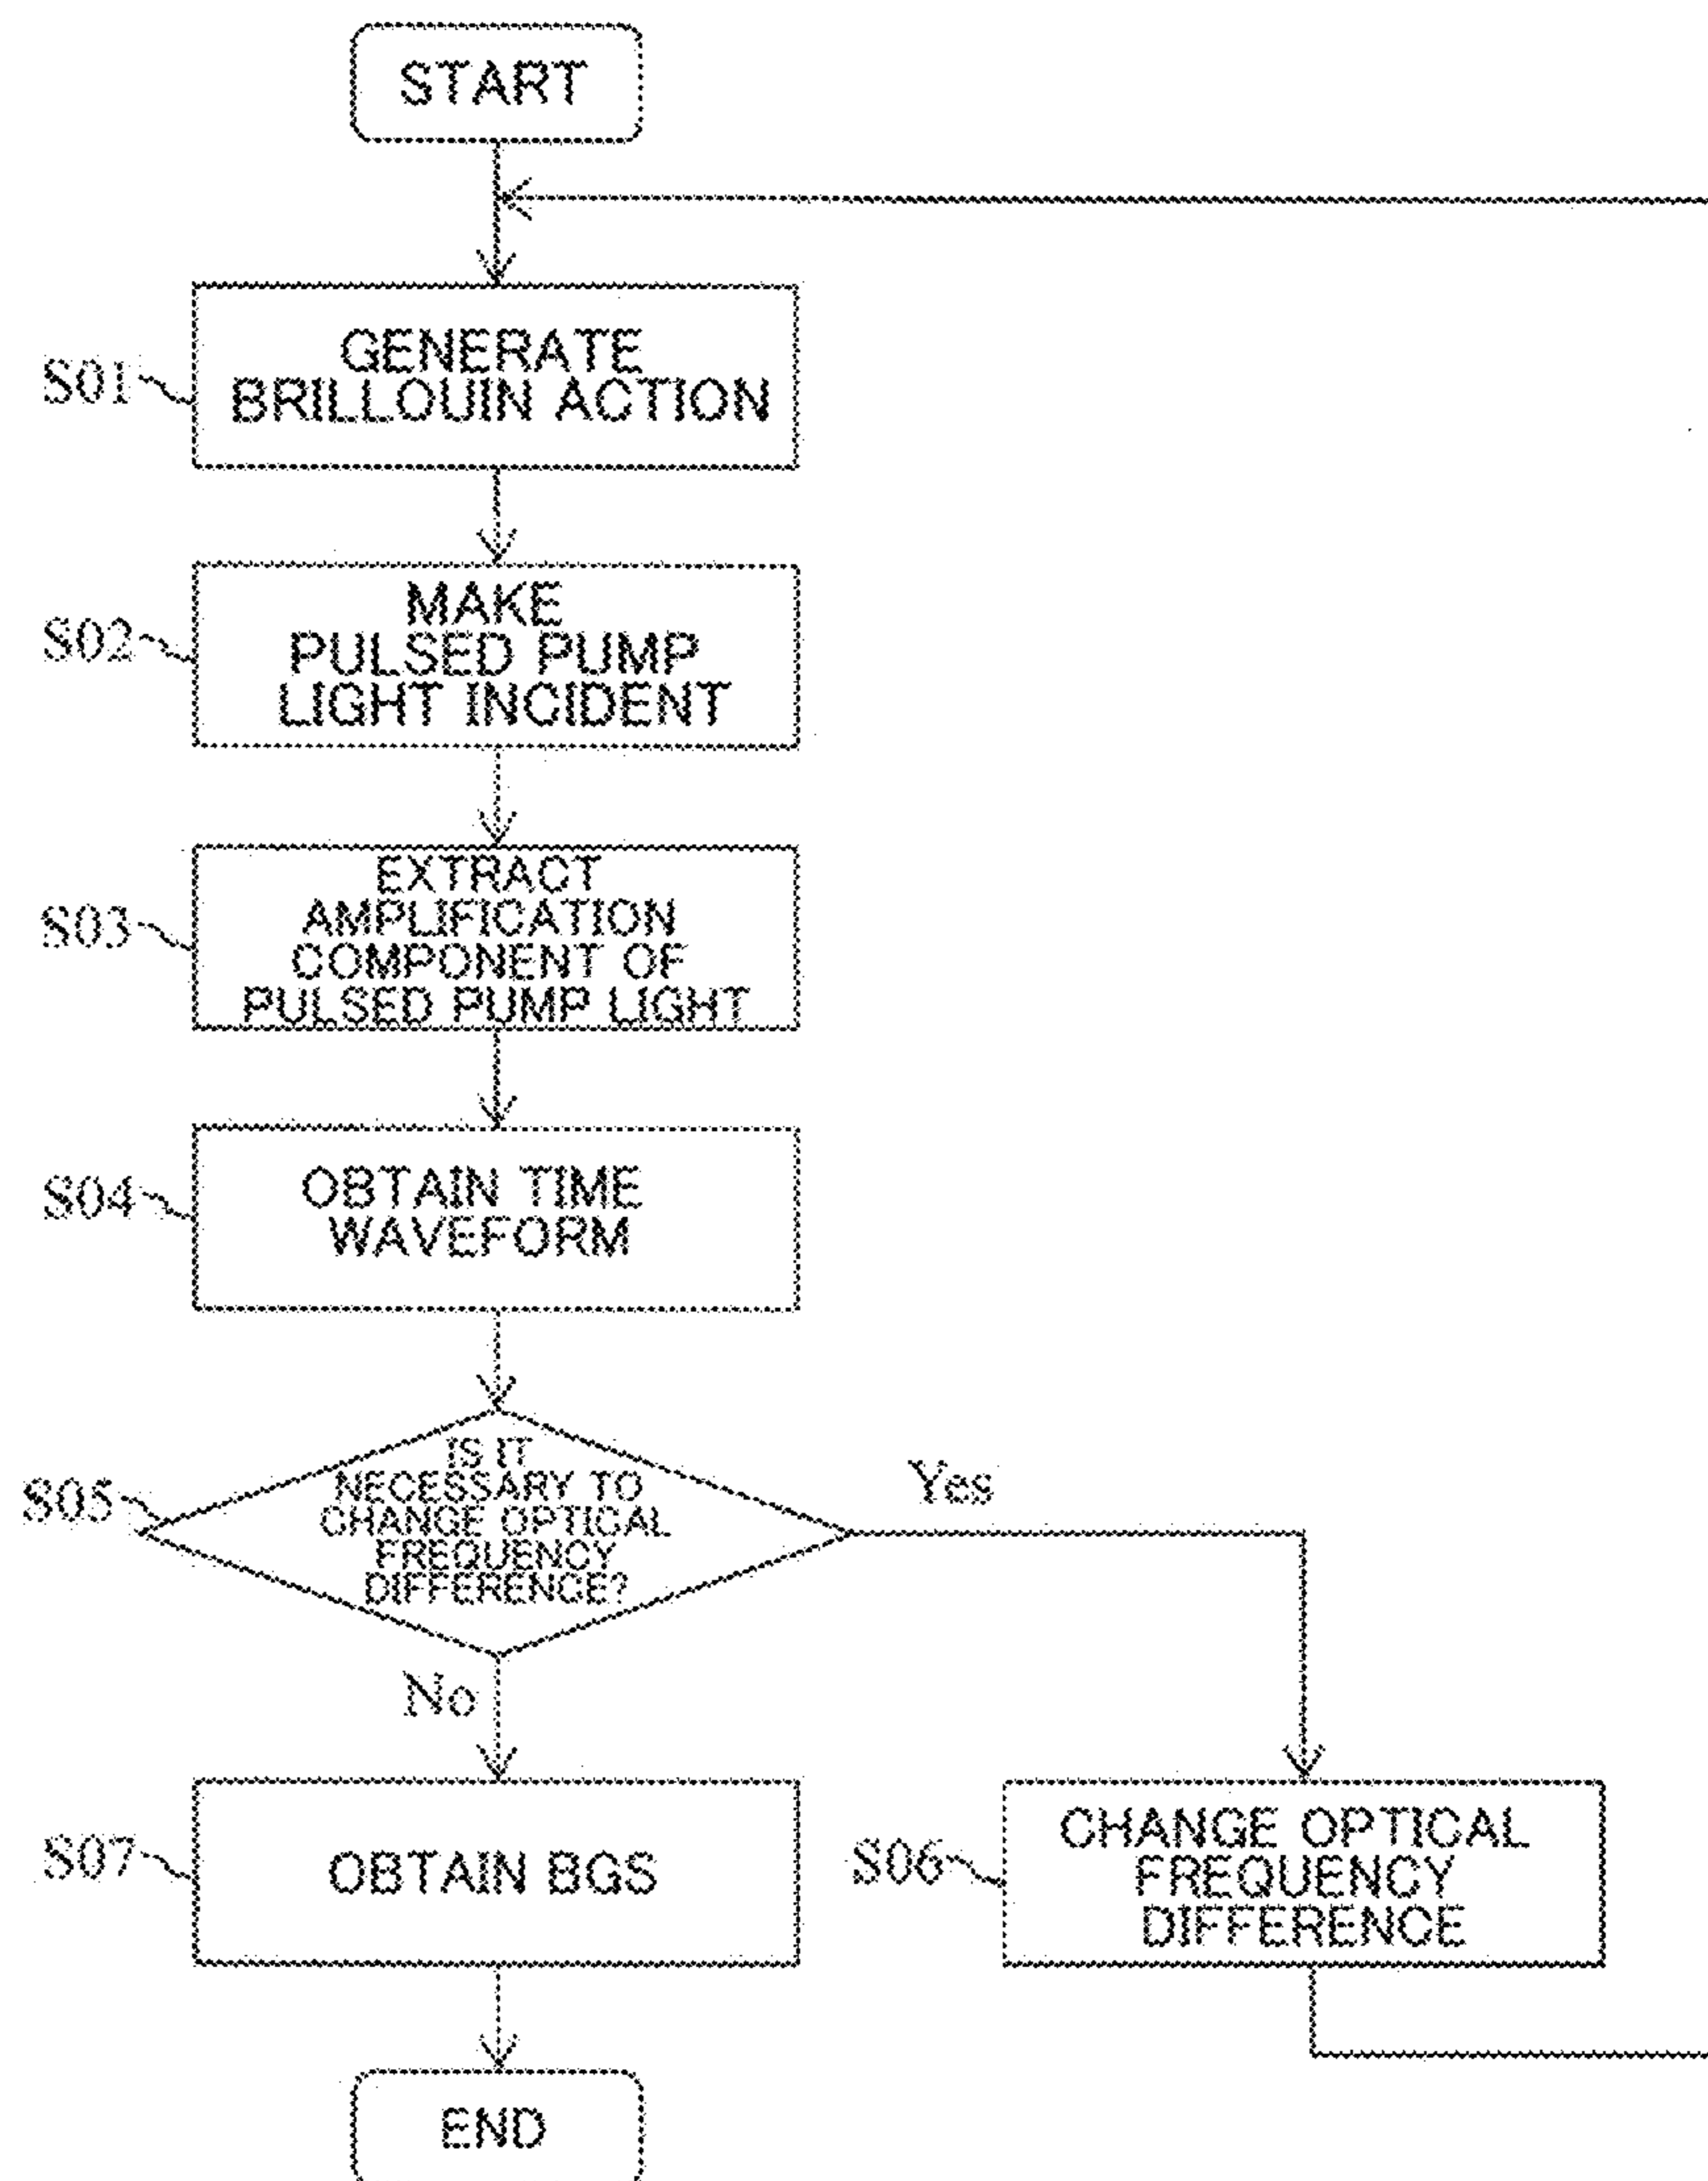 START
S01
GENERATE
BRILLOUIN ACTION
S02
MAKE
PULSED PUMP
LIGHT INCIDENT
S03
EXTRACT
AMPLIFICATION
COMPONENT OF
PULSED PUMP LIGHT
S04
OBTAIN TIME
WAVEFORM
S05
IS IT
NECESSARY TO
CHANGE OPTICAL
FREQUENCY
DIFFERENCE?
Yes
No
S07
OBTAIN BGS
S06
CHANGE OPTICAL
FREQUENCY
DIFFERENCE
END